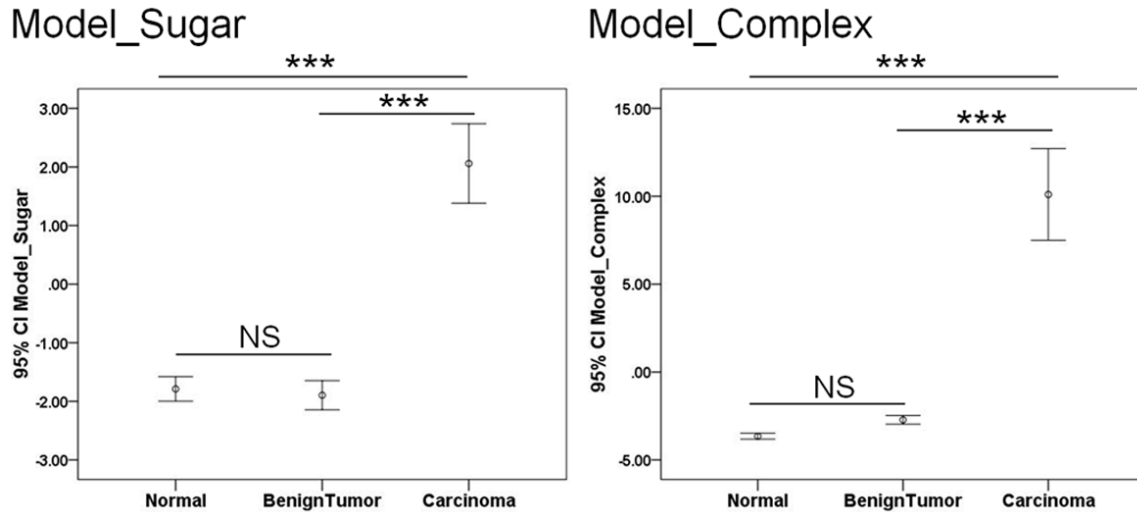 Model_Sugar
***
***
3.00
2.00
1.00
.00
-1.00
-2.00
-3.00
95% CI Model_Sugar
NS
Normal BenignTumor Carcinoma
Model_Complex
***
***
15.00
10.00
5.00
.00
-5.00
95% CI Model_Complex
NS
Normal BenignTumor Carcinoma